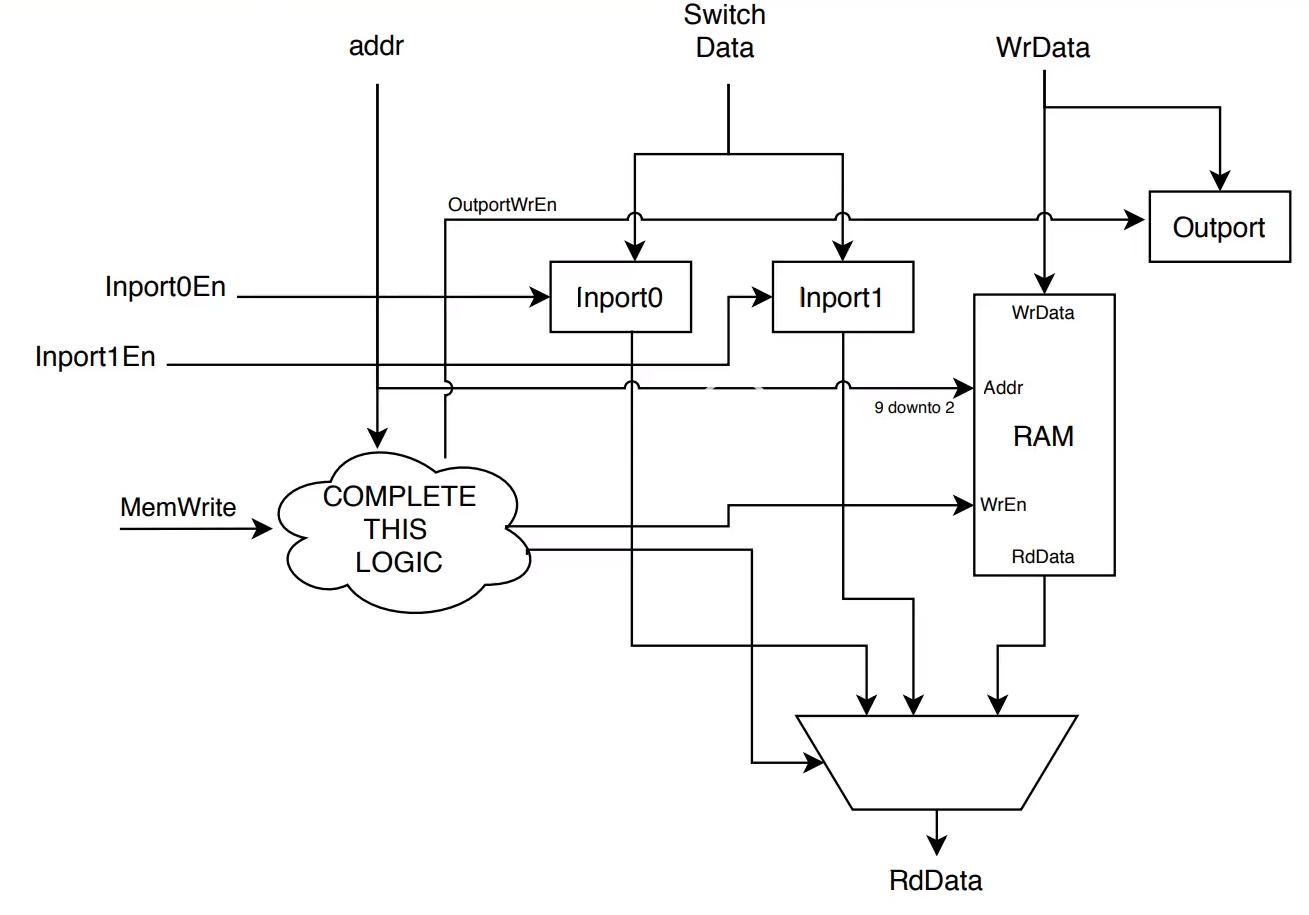 Switch
Data
addr
WrData
OutportWrEn
Outport
Inport0En
Inport0
Inport1
WrData
Inport1En
Addr
9 downto 2
RAM
COMPLETE
THIS
LOGIC
MemWrite
WrEn
RdData
RdData